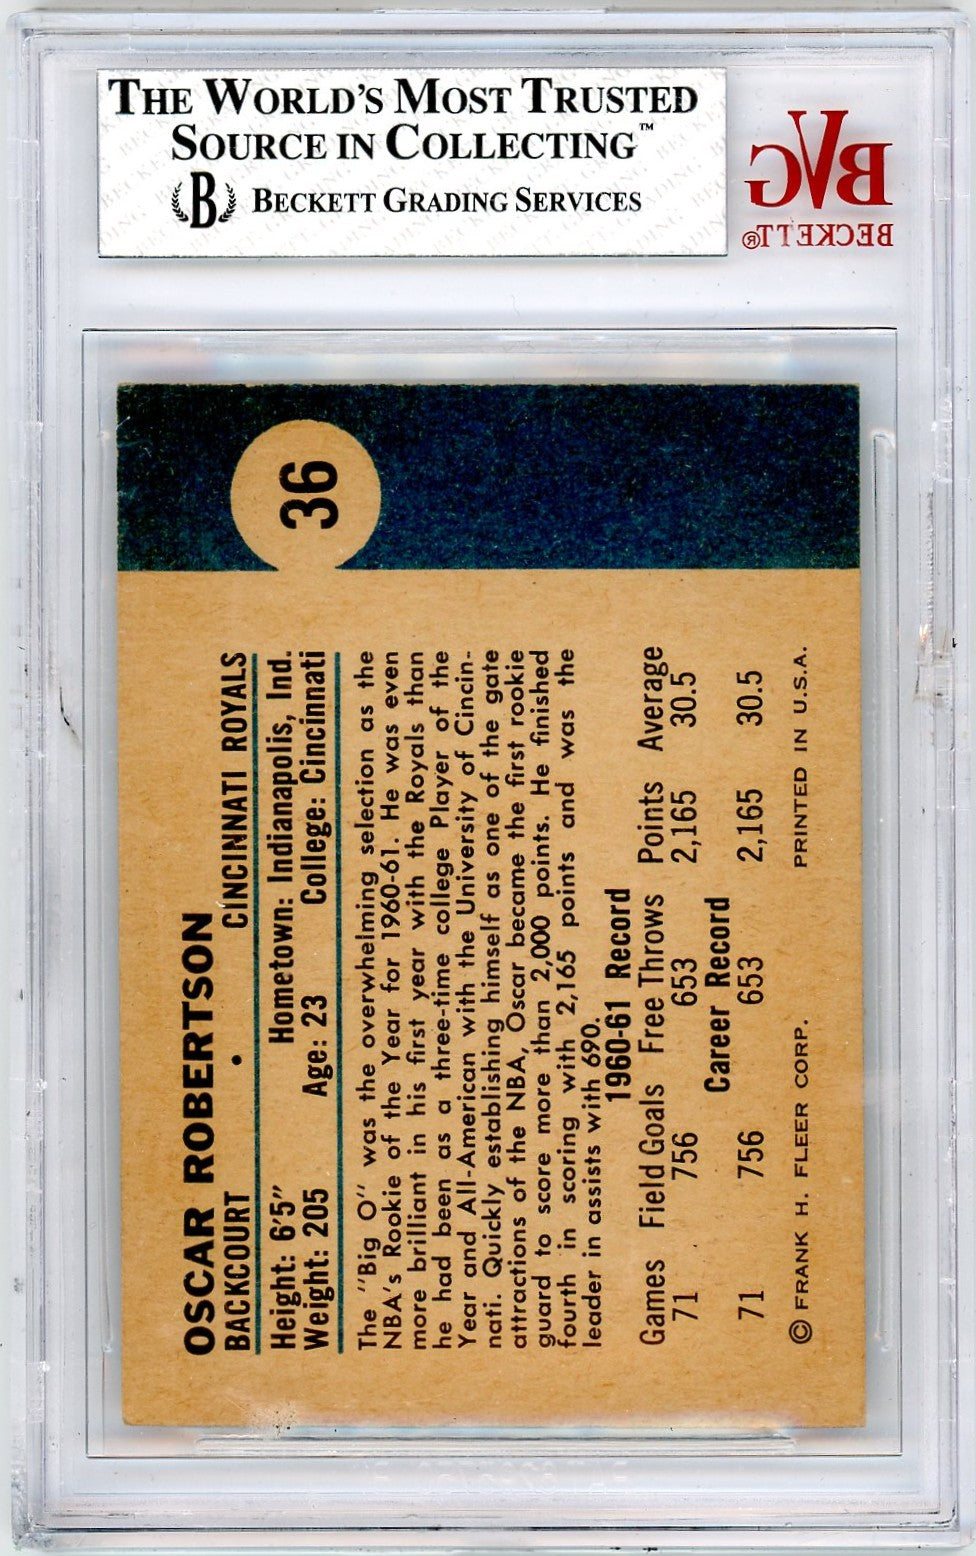 THE WORLD'S MOST TRUSTED
SOURCE IN COLLECTING™
B BECKETT GRADING SERVICES
BVG
BECKETT®
36
OSCAR ROBERTSON
BACKCOURT • CINCINNATI ROYALS
Height: 6'5" Hometown: Indianapolis, Ind.
Weight: 205 Age: 23 College: Cincinnati
The "Big O" was the overwhelming selection as the
NBA's Rookie of the Year for 1960-61. He was even
more brilliant in his first year with the Royals than
he had been as a three-time college Player of the
Year and All-American with the University of Cincin-
nati. Quickly establishing himself as one of the gate
attractions of the NBA, Oscar became the first rookie
guard to score more than 2,000 points. He finished
fourth in scoring with 2,165 points and was the
leader in assists with 690.
1960-61 Record
Games Field Goals Free Throws Points Average
71 756 653 2,165 30.5
Career Record
71 756 653 2,165 30.5
© FRANK H. FLEER CORP. PRINTED IN U.S.A.